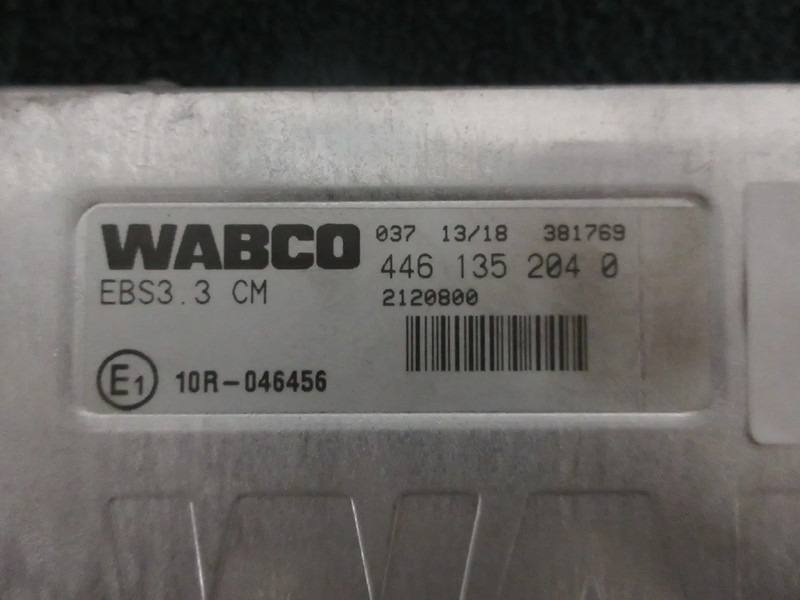 WABCO 037 13/18 381769
446 135 204 0
EBS3.3 CM 2120800
E1 10R-046456